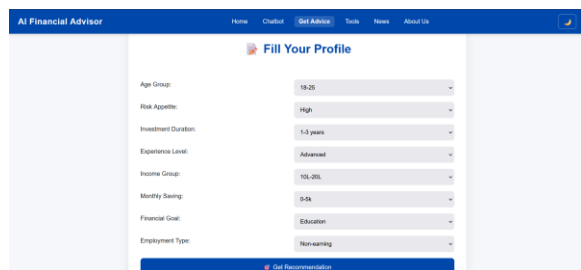 AI Financial Advisor
Home Chatbot Get Advice Tools News About Us
Fill Your Profile
Age Group: 18-25
Risk Appetite: High
Investment Duration: 1-3 years
Experience Level: Advanced
Income Group: 10L-20L
Monthly Saving: 0-5k
Financial Goal: Education
Employment Type: Non-earning
Get Recommendation